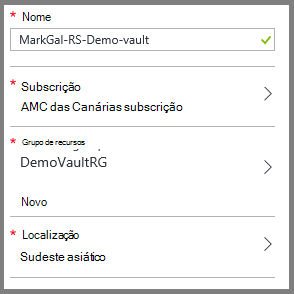 * Nome
MarkGal-RS-Demo-vault
* Subscrição
AMC das Canárias subscrição
* Grupo de recursos
DemoVaultRG
Novo
* Localização
Sudeste asiático